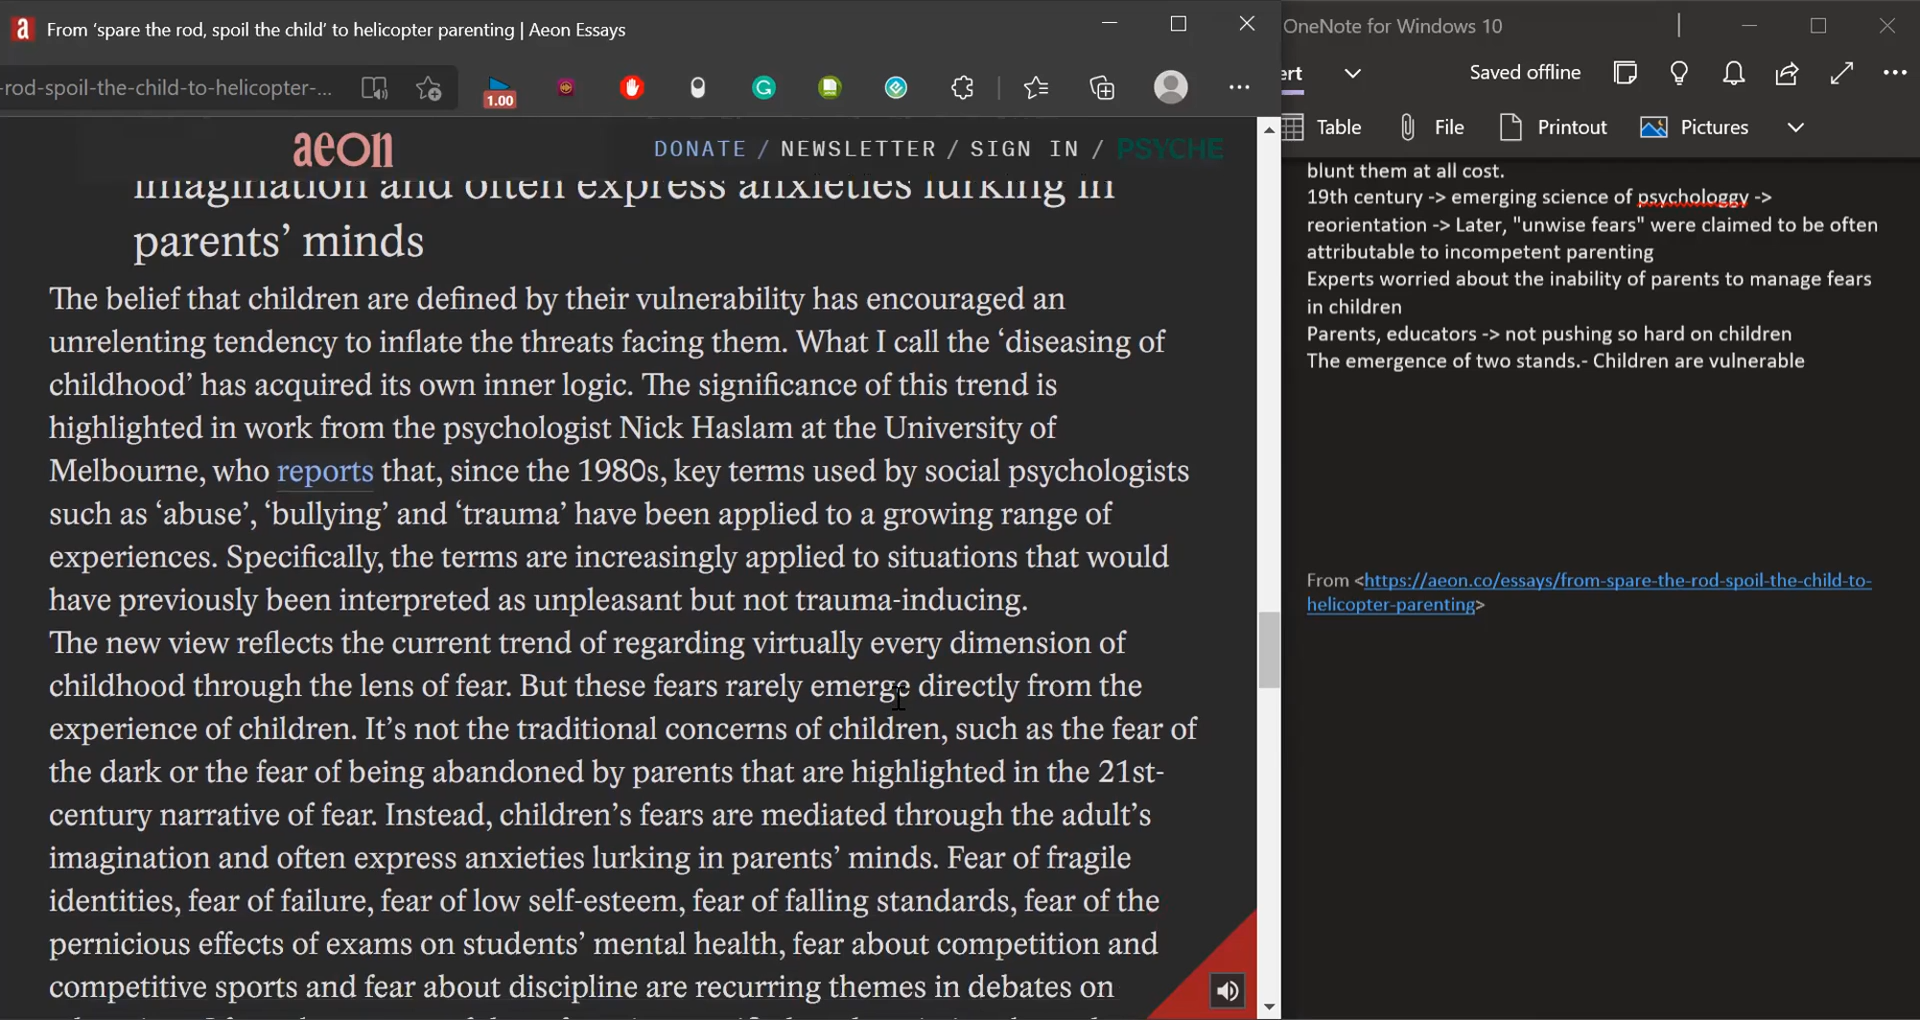 From ‘spare the rod, spoil the child’ to helicopter parenting | Aeon Essays
-rod-spoil-the-child-to-helicopter-...
1.00
aeon
DONATE / NEWSLETTER / SIGN IN / PSYCHE
imagination and often express anxieties lurking in
parents’ minds
The belief that children are defined by their vulnerability has encouraged an
unrelenting tendency to inflate the threats facing them. What I call the ‘diseasing of
childhood’ has acquired its own inner logic. The significance of this trend is
highlighted in work from the psychologist Nick Haslam at the University of
Melbourne, who reports that, since the 1980s, key terms used by social psychologists
such as ‘abuse’, ‘bullying’ and ‘trauma’ have been applied to a growing range of
experiences. Specifically, the terms are increasingly applied to situations that would
have previously been interpreted as unpleasant but not trauma-inducing.
The new view reflects the current trend of regarding virtually every dimension of
childhood through the lens of fear. But these fears rarely emerge directly from the
experience of children. It’s not the traditional concerns of children, such as the fear of
the dark or the fear of being abandoned by parents that are highlighted in the 21st-
century narrative of fear. Instead, children’s fears are mediated through the adult’s
imagination and often express anxieties lurking in parents’ minds. Fear of fragile
identities, fear of failure, fear of low self-esteem, fear of falling standards, fear of the
pernicious effects of exams on students’ mental health, fear about competition and
competitive sports and fear about discipline are recurring themes in debates on
OneNote for Windows 10
ert
Saved offline
Table
File
Printout
Pictures
blunt them at all cost.
19th century -> emerging science of psychologgy ->
reorientation -> Later, "unwise fears" were claimed to be often
attributable to incompetent parenting
Experts worried about the inability of parents to manage fears
in children
Parents, educators -> not pushing so hard on children
The emergence of two stands.- Children are vulnerable
From <https://aeon.co/essays/from-spare-the-rod-spoil-the-child-to-
helicopter-parenting>